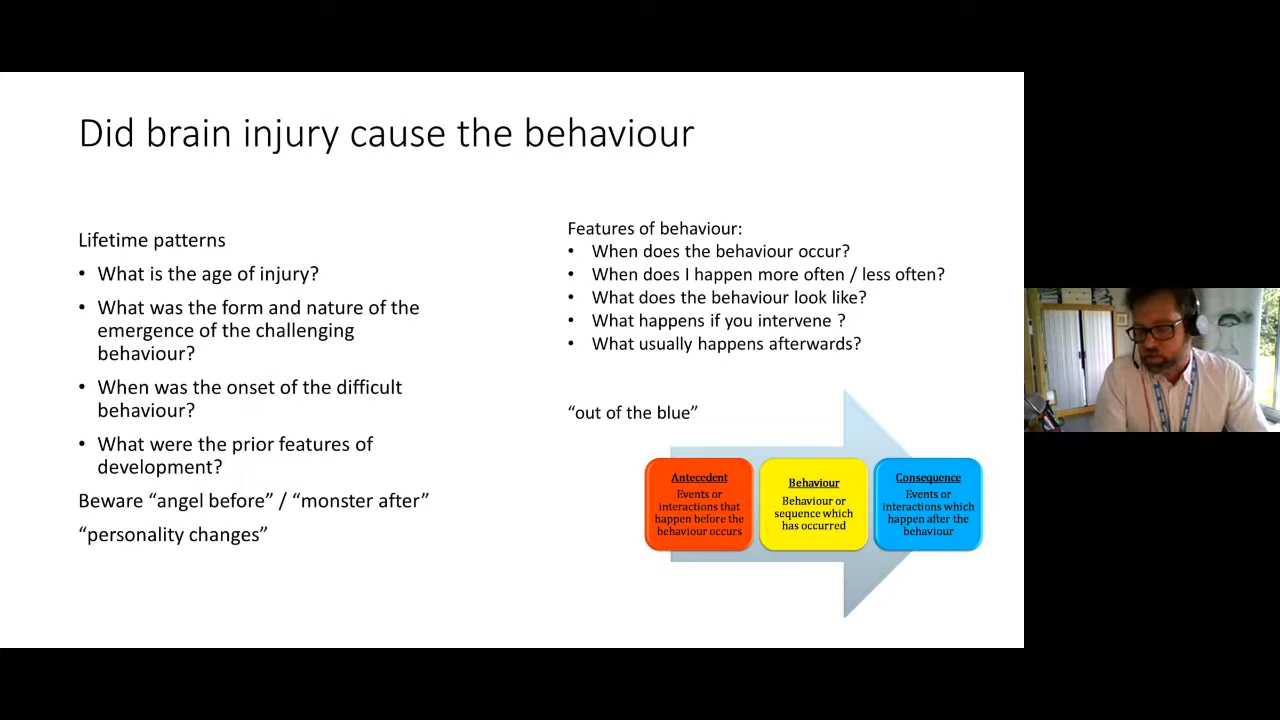 Did brain injury cause the behaviour
Lifetime patterns
• What is the age of injury?
• What was the form and nature of the
emergence of the challenging
behaviour?
• When was the onset of the difficult
behaviour?
• What were the prior features of
development?
Beware “angel before” / “monster after”
“personality changes”
Features of behaviour:
• When does the behaviour occur?
• When does I happen more often / less often?
• What does the behaviour look like?
• What happens if you intervene ?
• What usually happens afterwards?
“out of the blue”
Antecedent
Events or
interactions that
happen before the
behaviour occurs
Behaviour
Behaviour or
sequence which
has occurred
Consequence
Events or
interactions which
happen after the
behaviour